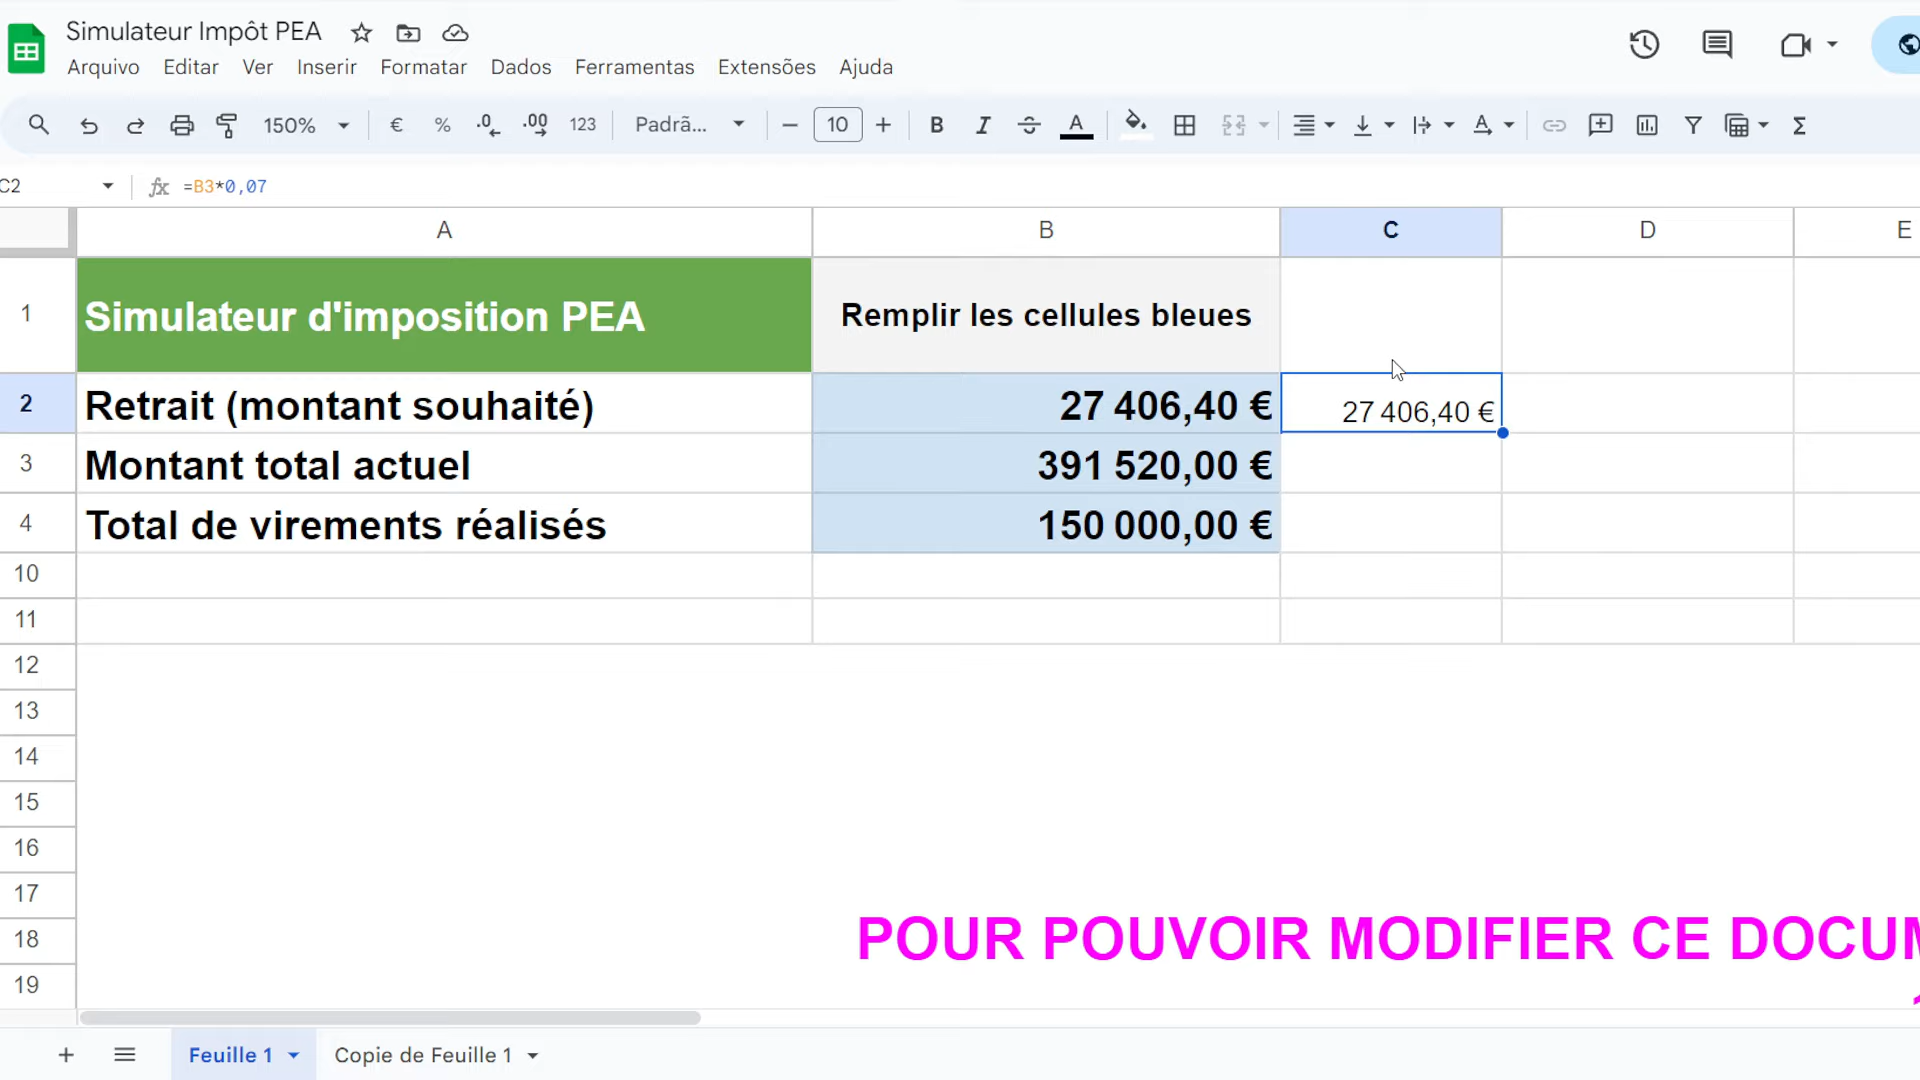 Simulateur Impôt PEA
Arquivo Editar Ver Inserir Formatar Dados Ferramentas Extensões Ajuda
150% € % .0 .00 123 Padrã... 10 B I A A Σ
C2 fx =B3*0,07
A B C D E
1 Simulateur d'imposition PEA Remplir les cellules bleues
2 Retrait (montant souhaité) 27 406,40 € 27 406,40 €
3 Montant total actuel 391 520,00 €
4 Total de virements réalisés 150 000,00 €
10
11
12
13
14
15
16
17
18 POUR POUVOIR MODIFIER CE DOCUM
19
Feuille 1 Copie de Feuille 1